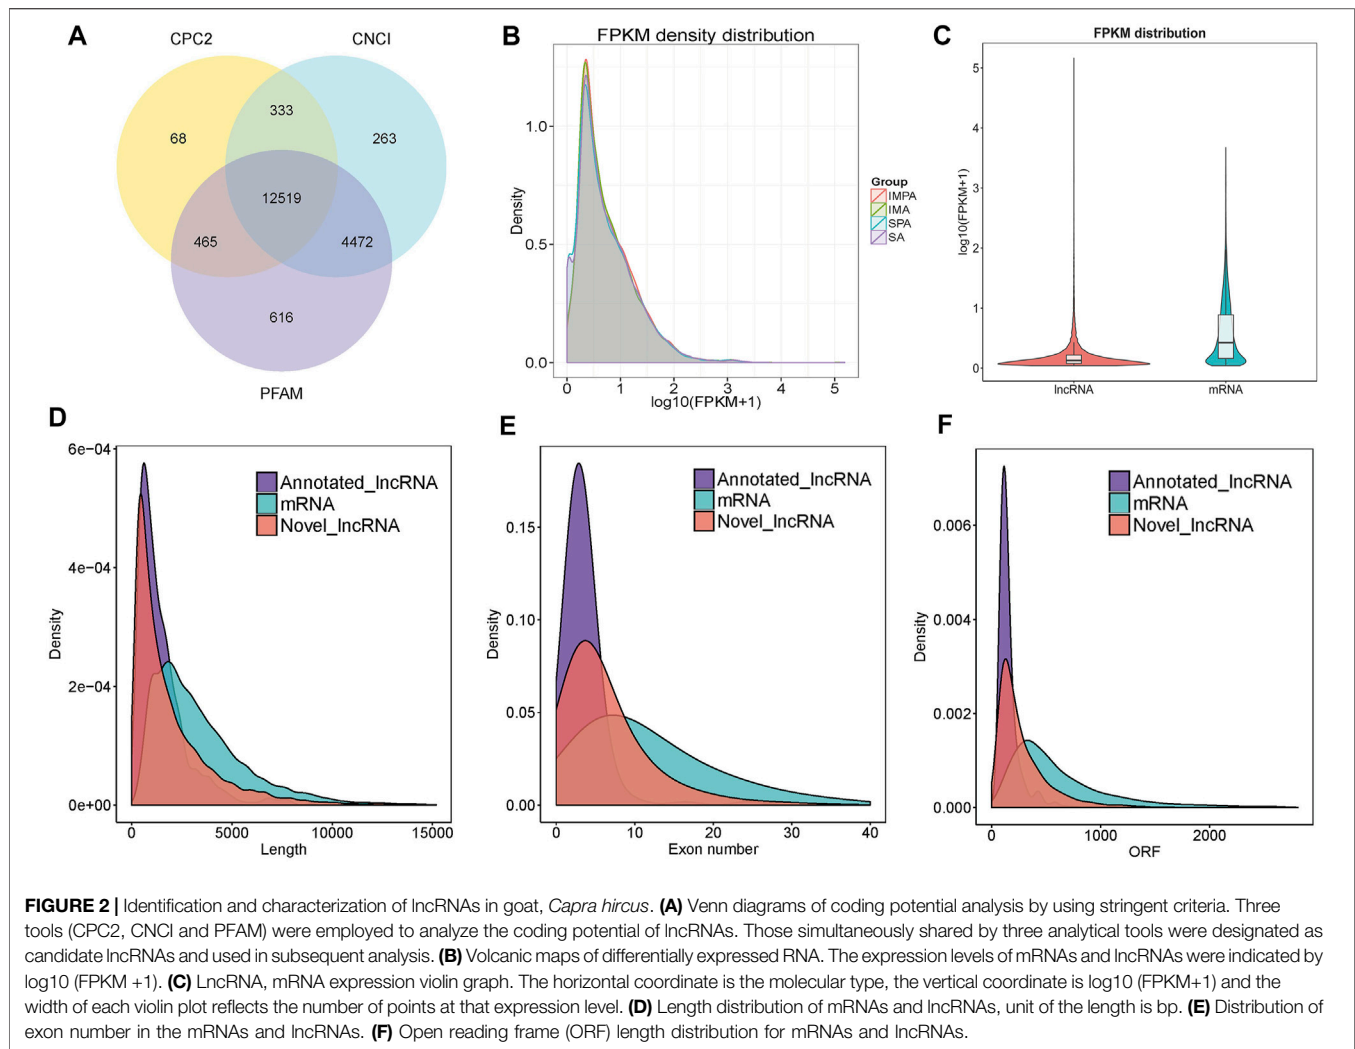 A
CPC2
CNCI
333
68
263
12519
465
4472
616
PFAM
B
FPKM density distribution
Density
1.0
0.5
0.0
0
1
2
3
4
5
log10(FPKM+1)
Group
IMPA
IMA
SPA
SA
C
FPKM distribution
log10(FPKM+1)
5
4
3
2
1
0
lncRNA
mRNA
D
Density
6e−04
4e−04
2e−04
0e+00
0
5000
10000
15000
Length
Annotated_lncRNA
mRNA
Novel_lncRNA
E
Density
0.15
0.10
0.05
0.00
0
10
20
30
40
Exon number
Annotated_lncRNA
mRNA
Novel_lncRNA
F
Density
0.006
0.004
0.002
0.000
0
1000
2000
ORF
Annotated_lncRNA
mRNA
Novel_lncRNA
FIGURE 2 | Identification and characterization of lncRNAs in goat, Capra hircus. (A) Venn diagrams of coding potential analysis by using stringent criteria. Three
tools (CPC2, CNCI and PFAM) were employed to analyze the coding potential of lncRNAs. Those simultaneously shared by three analytical tools were designated as
candidate lncRNAs and used in subsequent analysis. (B) Volcanic maps of differentially expressed RNA. The expression levels of mRNAs and lncRNAs were indicated by
log10 (FPKM +1). (C) LncRNA, mRNA expression violin graph. The horizontal coordinate is the molecular type, the vertical coordinate is log10 (FPKM+1) and the
width of each violin plot reflects the number of points at that expression level. (D) Length distribution of mRNAs and lncRNAs, unit of the length is bp. (E) Distribution of
exon number in the mRNAs and lncRNAs. (F) Open reading frame (ORF) length distribution for mRNAs and lncRNAs.